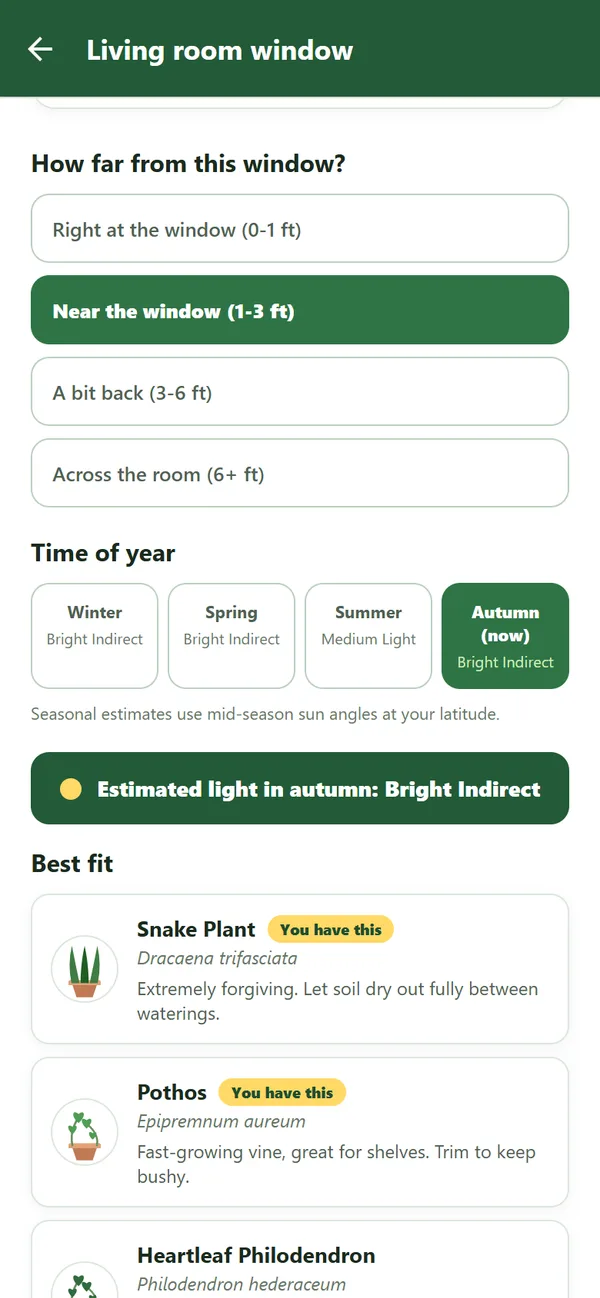 Living room window
How far from this window?
Right at the window (0-1 ft)
Near the window (1-3 ft)
A bit back (3-6 ft)
Across the room (6+ ft)
Time of year
Winter
Bright Indirect
Spring
Bright Indirect
Summer
Medium Light
Autumn
(now)
Bright Indirect
Seasonal estimates use mid-season sun angles at your latitude.
Estimated light in autumn: Bright Indirect
Best fit
Snake Plant You have this
Dracaena trifasciata
Extremely forgiving. Let soil dry out fully between
waterings.
Pothos You have this
Epipremnum aureum
Fast-growing vine, great for shelves. Trim to keep
bushy.
Heartleaf Philodendron
Philodendron hederaceum